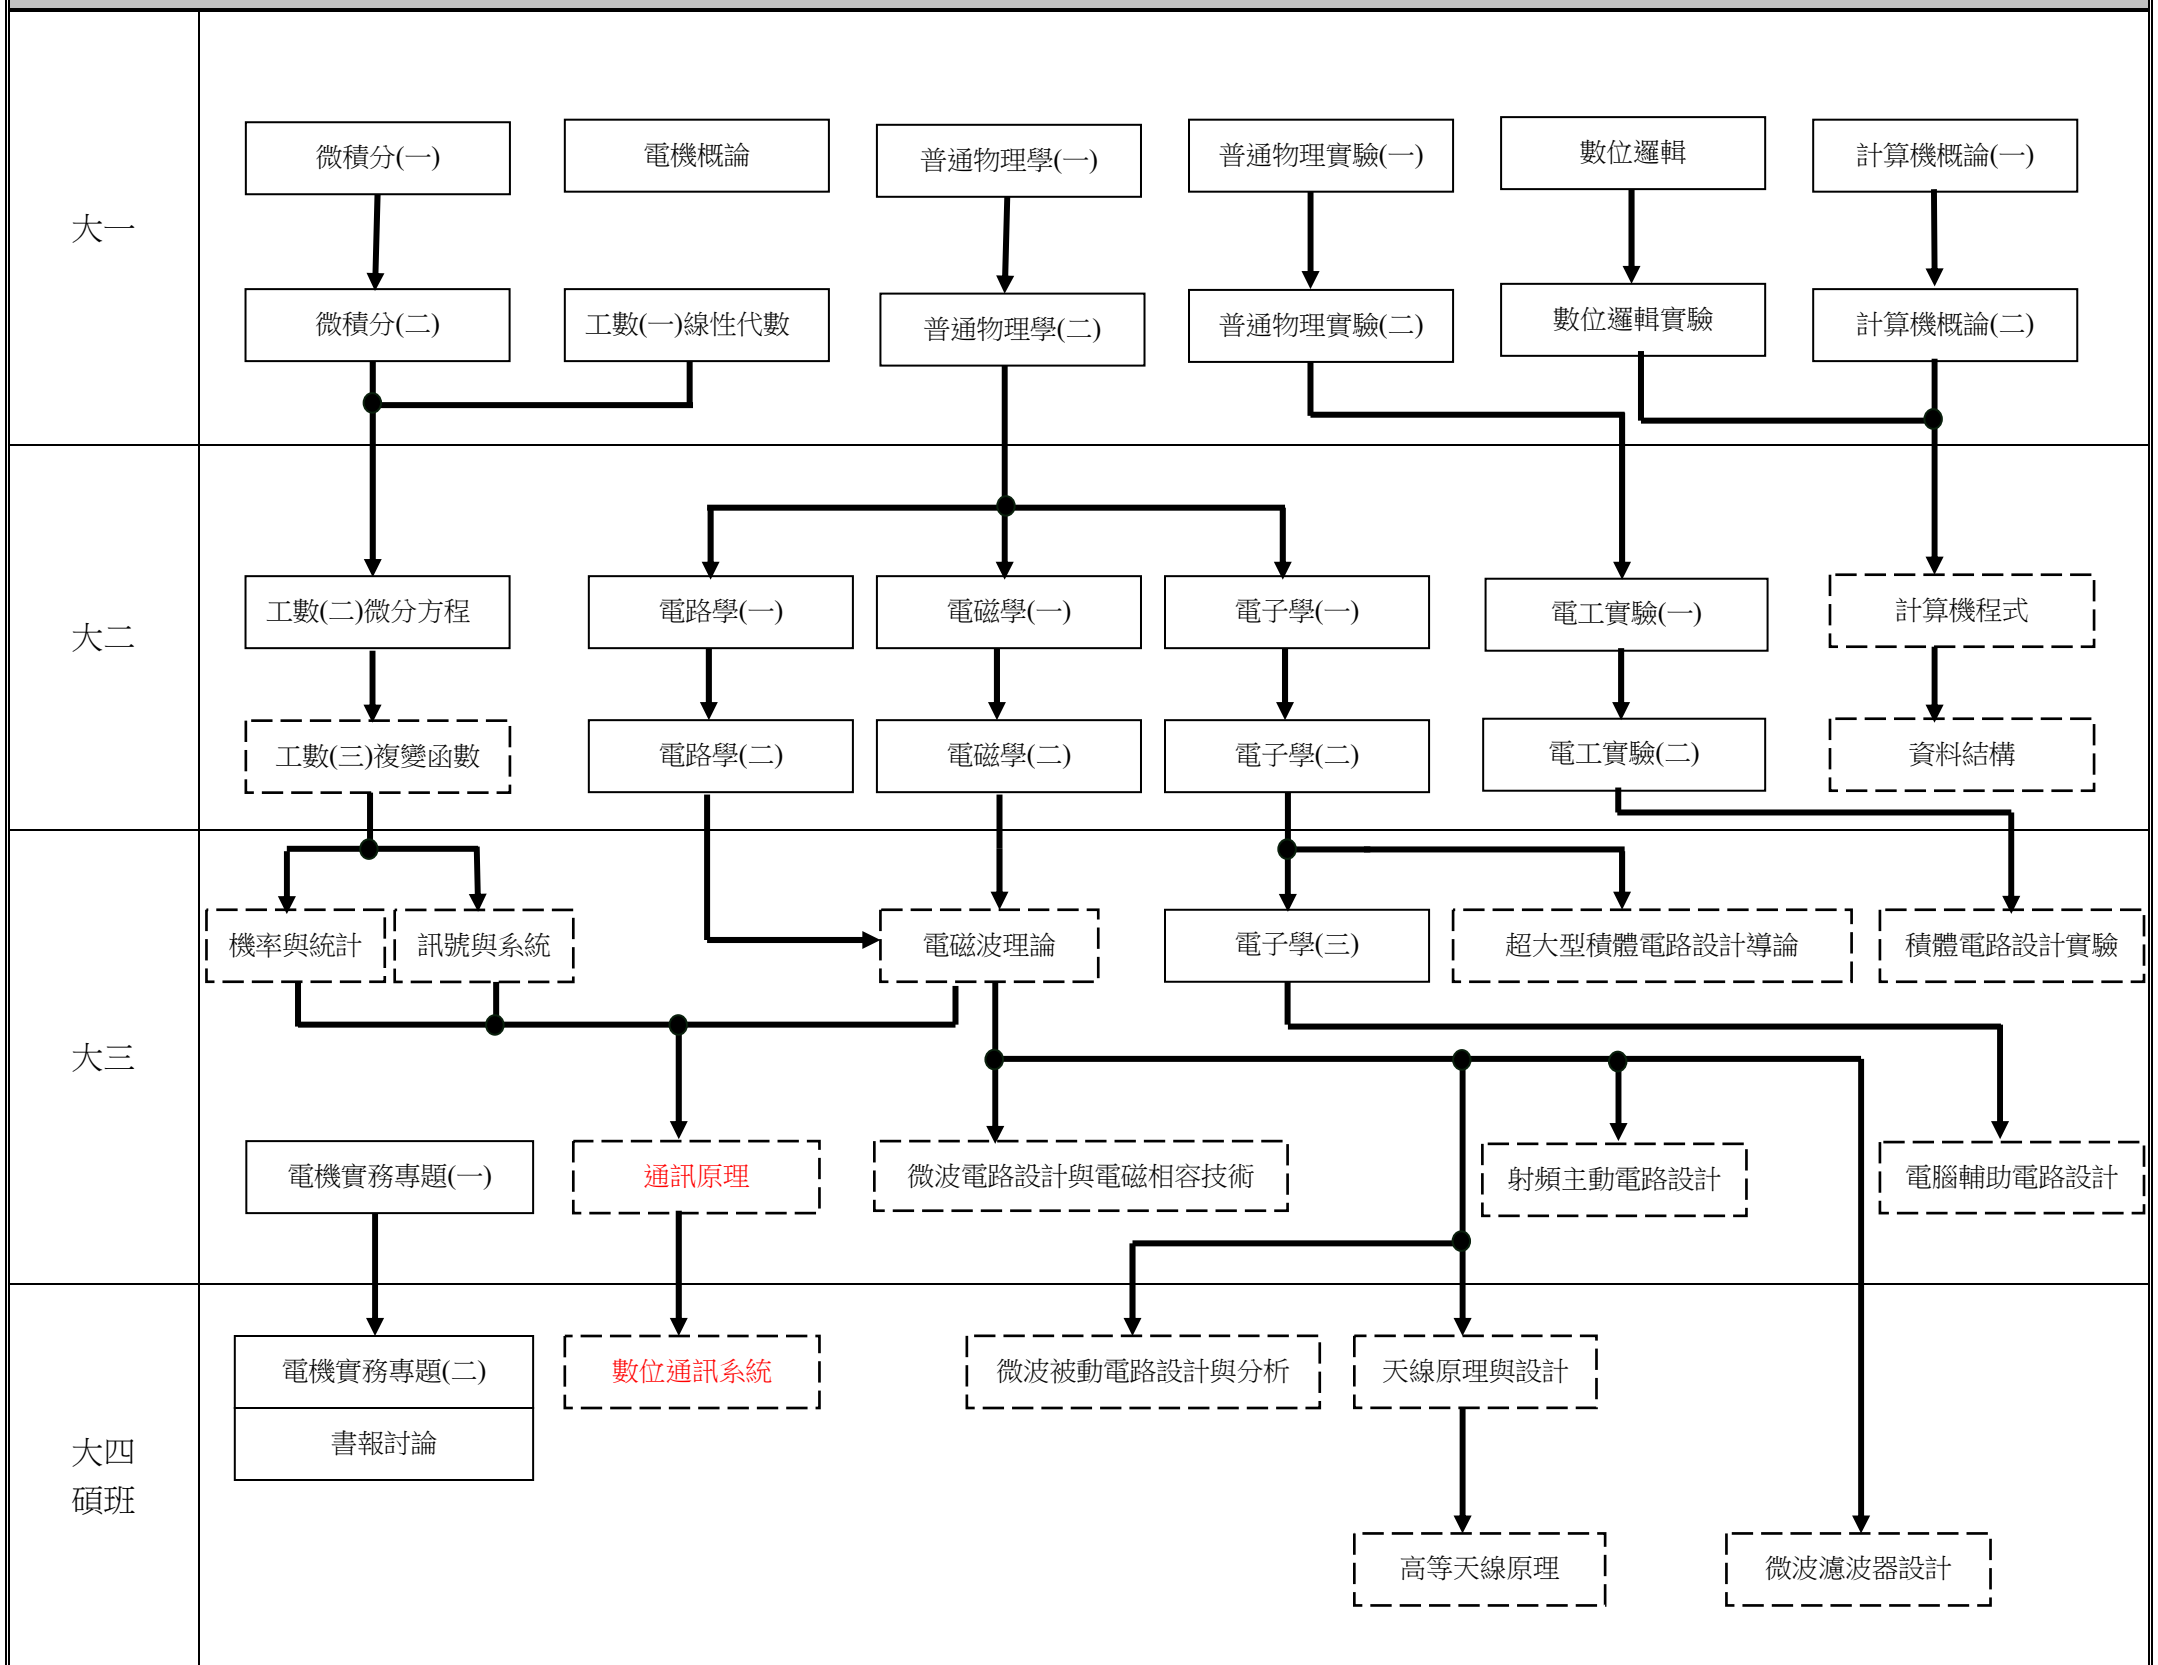 大一
微積分(一)
電機概論
普通物理學(一)
普通物理實驗(一)
數位邏輯
計算機概論(一)
微積分(二)
工數(一)線性代數
普通物理學(二)
普通物理實驗(二)
數位邏輯實驗
計算機概論(二)
大二
工數(二)微分方程
電路學(一)
電磁學(一)
電子學(一)
電工實驗(一)
計算機程式
工數(三)複變函數
電路學(二)
電磁學(二)
電子學(二)
電工實驗(二)
資料結構
大三
機率與統計
訊號與系統
電磁波理論
電子學(三)
超大型積體電路設計導論
積體電路設計實驗
電機實務專題(一)
通訊原理
微波電路設計與電磁相容技術
射頻主動電路設計
電腦輔助電路設計
大四
碩班
電機實務專題(二)
數位通訊系統
微波被動電路設計與分析
天線原理與設計
書報討論
高等天線原理
微波濾波器設計